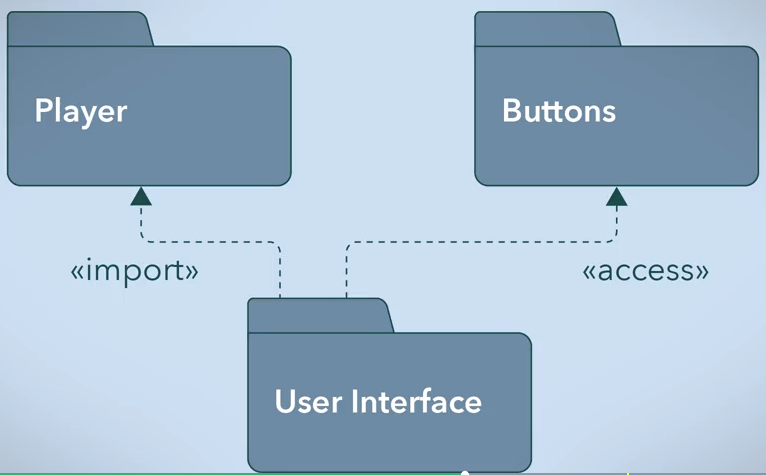 Player
Buttons
«import»
«access»
User Interface